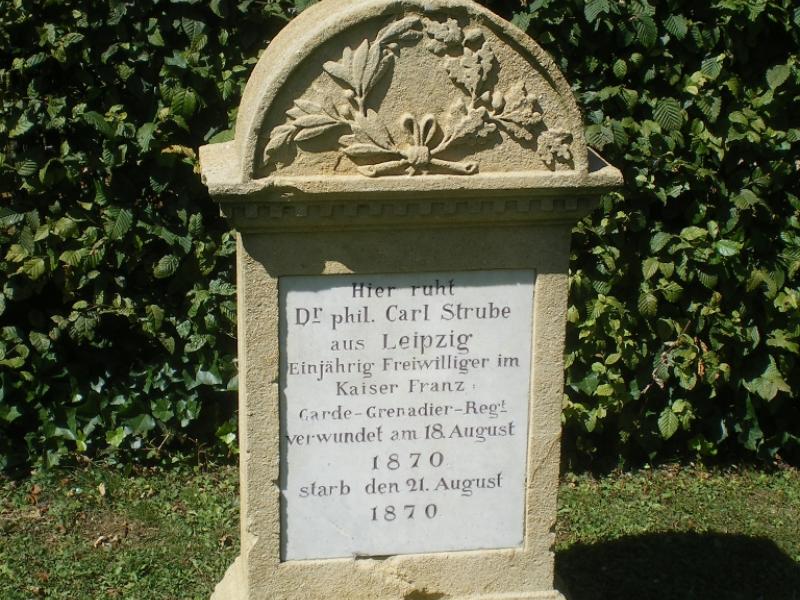 Hier ruht
Dr phil. Carl Strube
aus Leipzig
Einjährig Freiwilliger im
Kaiser Franz
Garde-Grenadier-Regt
verwundet am 18. August
1870
starb den 21. August
1870